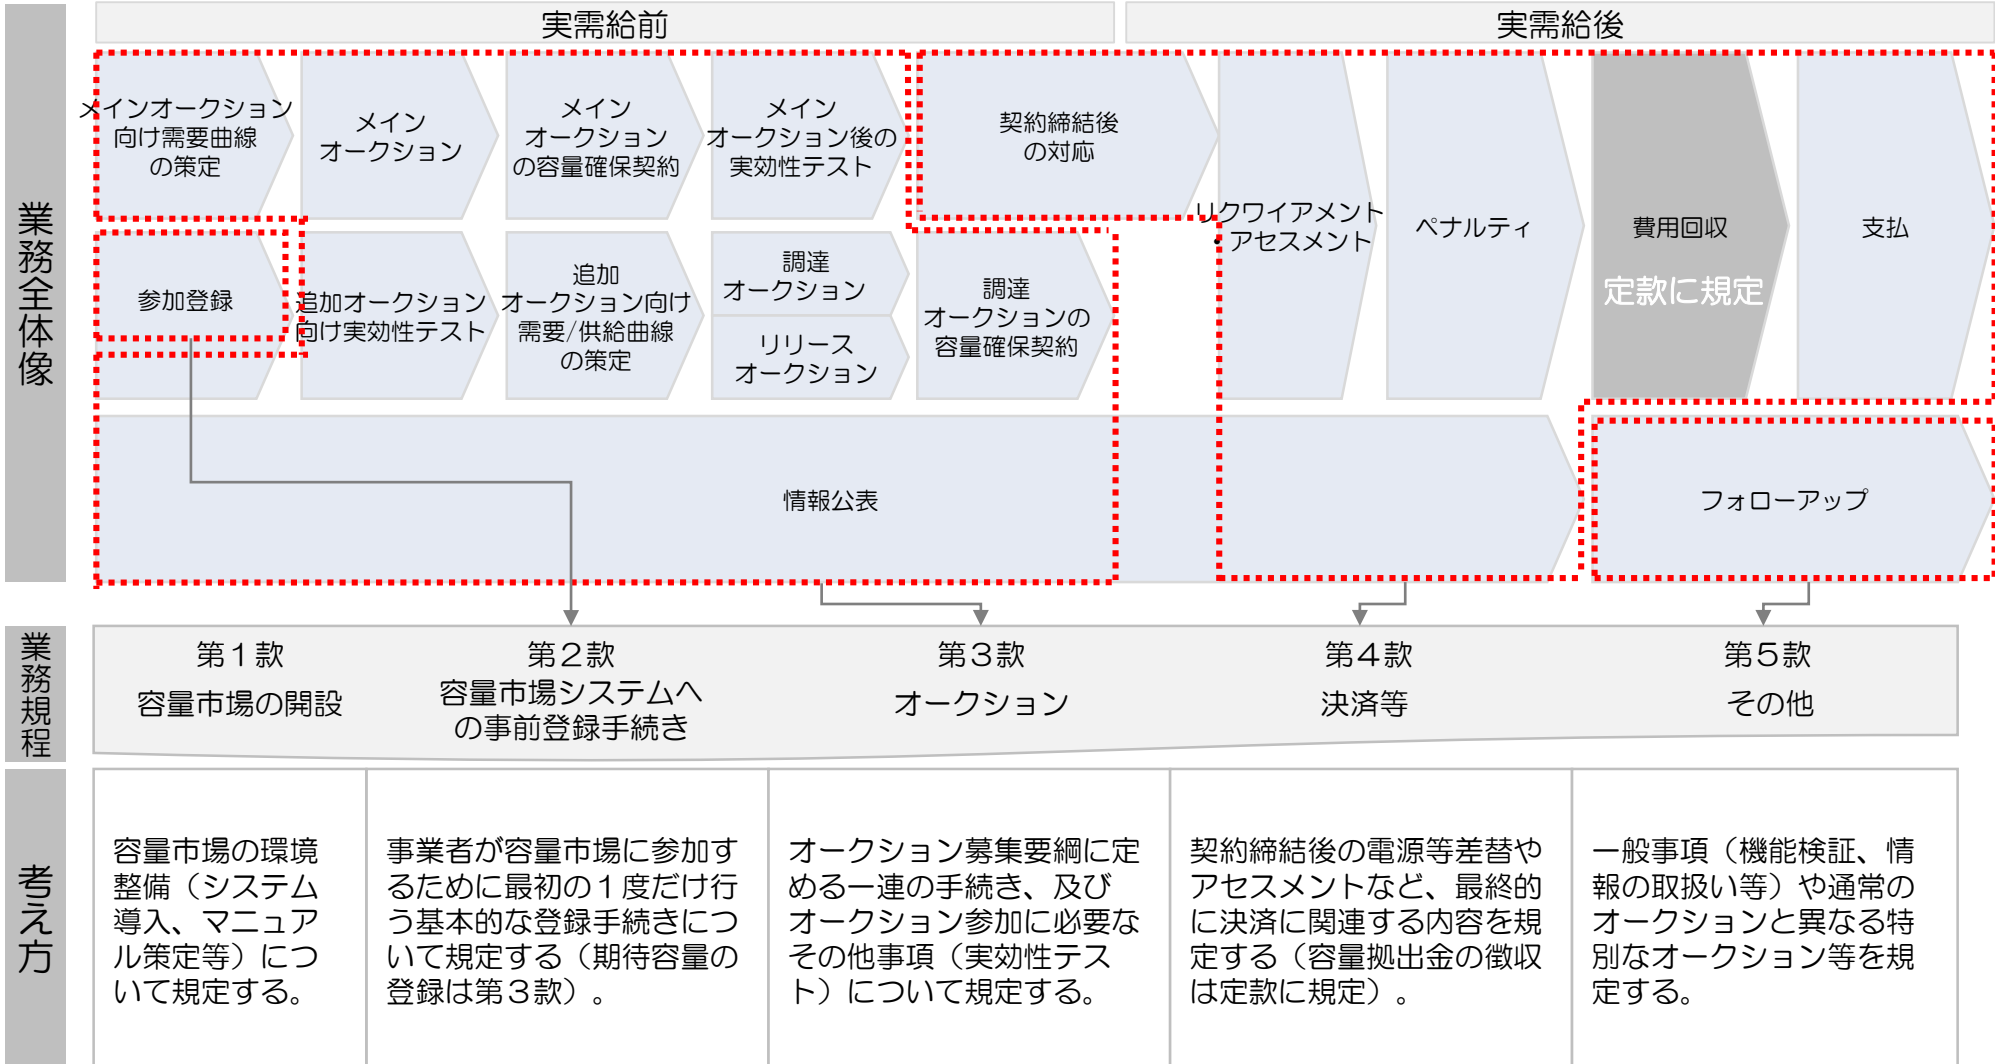 実需給前
実需給後
業務全体像
メインオークション
向け需要曲線
の策定
メイン
オークション
メイン
オークション
の容量確保契約
メイン
オークション後の
実効性テスト
契約締結後
の対応
リクワイアメント
・アセスメント
ペナルティ
費用回収
定款に規定
支払
参加登録
追加オークション
向け実効性テスト
追加
オークション向け
需要/供給曲線
の策定
調達
オークション
リリース
オークション
調達
オークションの
容量確保契約
情報公表
フォローアップ
業務規程
第1款
容量市場の開設
第2款
容量市場システムへ
の事前登録手続き
第3款
オークション
第4款
決済等
第5款
その他
考え方
容量市場の環境
整備（システム
導入、マニュア
ル策定等）につ
いて規定する。
事業者が容量市場に参加す
るために最初の1度だけ行
う基本的な登録手続きにつ
いて規定する（期待容量の
登録は第3款）。
オークション募集要綱に定
める一連の手続き、及び
オークション参加に必要な
その他事項（実効性テス
ト）について規定する。
契約締結後の電源等差替や
アセスメントなど、最終的
に決済に関連する内容を規
定する（容量拠出金の徴収
は定款に規定）。
一般事項（機能検証、情
報の取扱い等）や通常の
オークションと異なる特
別なオークション等を規
定する。